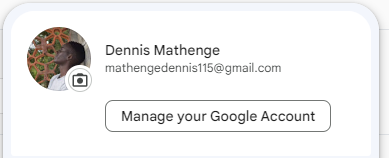 Dennis Mathenge
mathengedennis115@gmail.com
Manage your Google Account